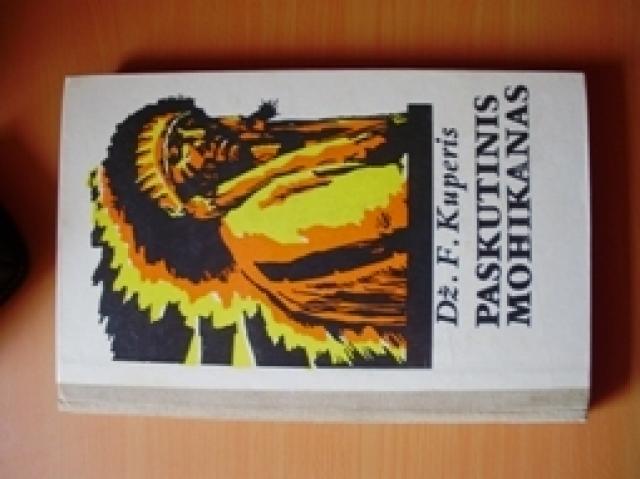 Dž. F. Kuperis
PASKUTINIS
MOHIKANAS